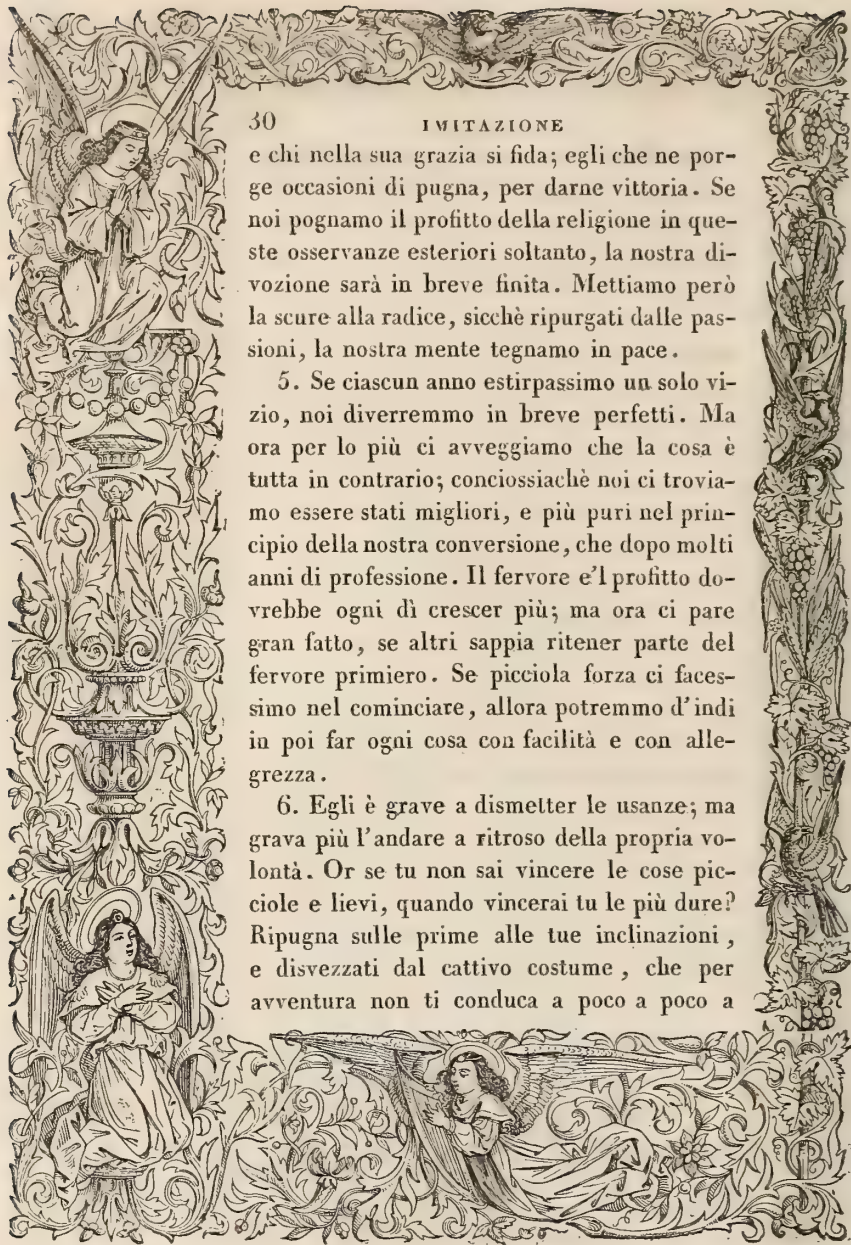 30 IMITAZIONE
e chi nella sua grazia si fida; egli che ne por-
ge occasioni di pugna, per darne vittoria. Se
noi pognamo il profitto della religione in que-
ste osservanze esteriori soltanto, la nostra di-
vozione sarà in breve finita. Mettiamo però
la scure alla radice, sicchè ripurgati dalle pas-
sioni, la nostra mente tegnamo in pace.
5. Se ciascun anno estirpassimo un solo vi-
zio, noi diverremmo in breve perfetti. Ma
ora per lo più ci avveggiamo che la cosa è
tutta in contrario; conciossiachè noi ci trovia-
mo essere stati migliori, e più puri nel prin-
cipio della nostra conversione, che dopo molti
anni di professione. Il fervore e'l profitto do-
vrebbe ogni dì crescer più; ma ora ci pare
gran fatto, se altri sappia ritener parte del
fervore primiero. Se picciola forza ci faces-
simo nel cominciare, allora potremmo d'indi
in poi far ogni cosa con facilità e con alle-
grezza.
6. Egli è grave a dismetter le usanze; ma
grava più l'andare a ritroso della propria vo-
lontà. Or se tu non sai vincere le cose pic-
ciole e lievi, quando vincerai tu le più dure?
Ripugna sulle prime alle tue inclinazioni,
e disvezzati dal cattivo costume, che per
avventura non ti conduca a poco a poco a